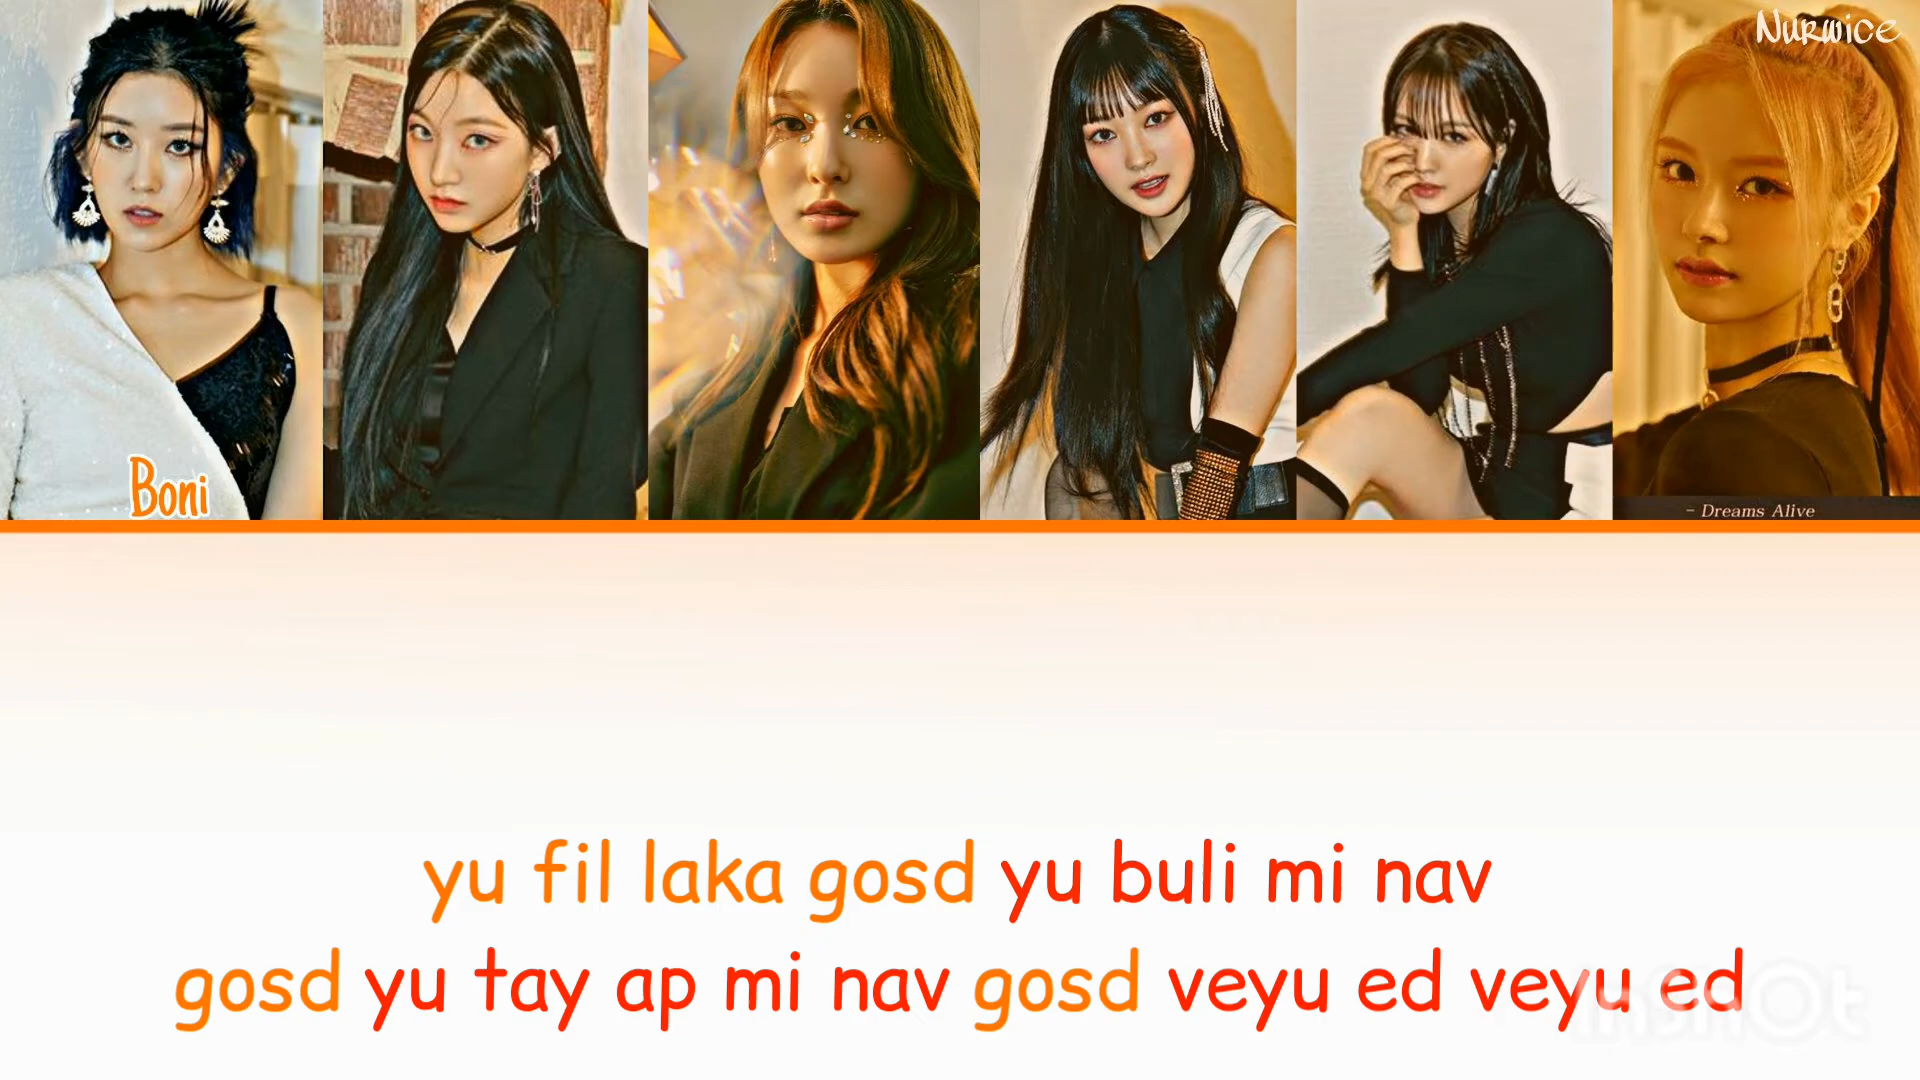 Nurwice
Boni
- Dreams Alive
yu fil laka gosd yu buli mi nav
gosd yu tay ap mi nav gosd veyu ed veyu ed
InShOt